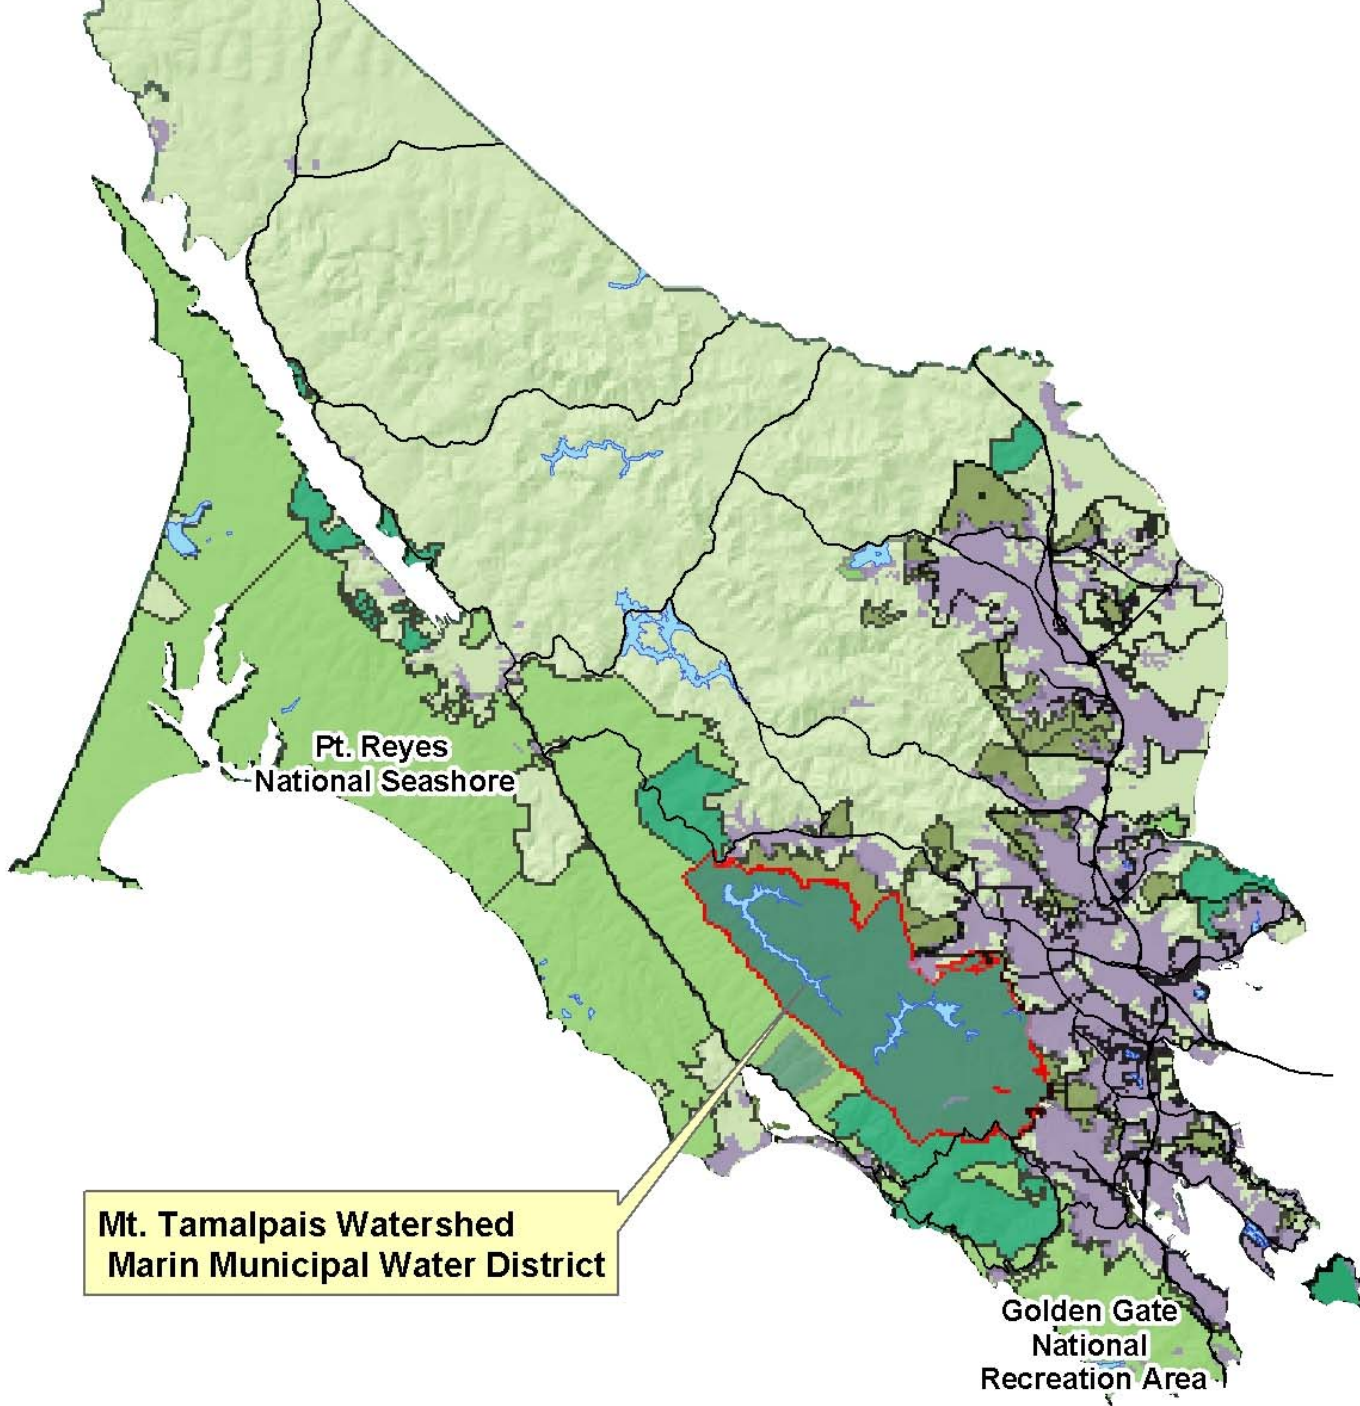 Pt. Reyes
National Seashore
Mt. Tamalpais Watershed
Marin Municipal Water District
Golden Gate
National
Recreation Area